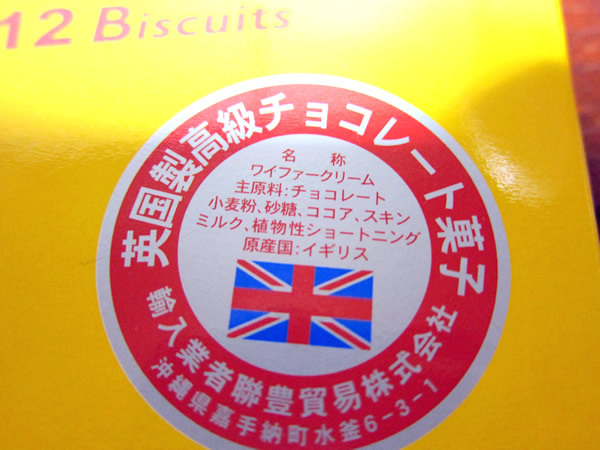 12 Biscuits
英国製高級チョコレート菓子
名 称
ワイファークリーム
主原料:チョコレート
小麦粉、砂糖、ココア、スキン
ミルク、植物性ショートニング
原産国:イギリス
輸入業者聯豊貿易株式会社
沖縄県嘉手納町水釜6-3-1